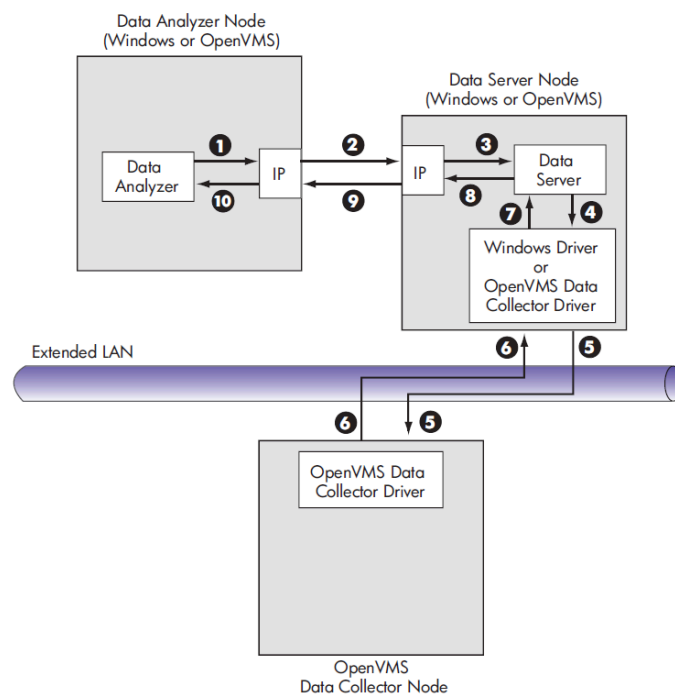 Data Analyzer Node
(Windows or OpenVMS)
Data Server Node
(Windows or OpenVMS)
1
2
3
Data
Analyzer
IP
IP
Data
Server
10
9
8
7
4
Windows Driver
or
OpenVMS Data
Collector Driver
Extended LAN
6
5
6
5
OpenVMS Data
Collector Driver
OpenVMS
Data Collector Node